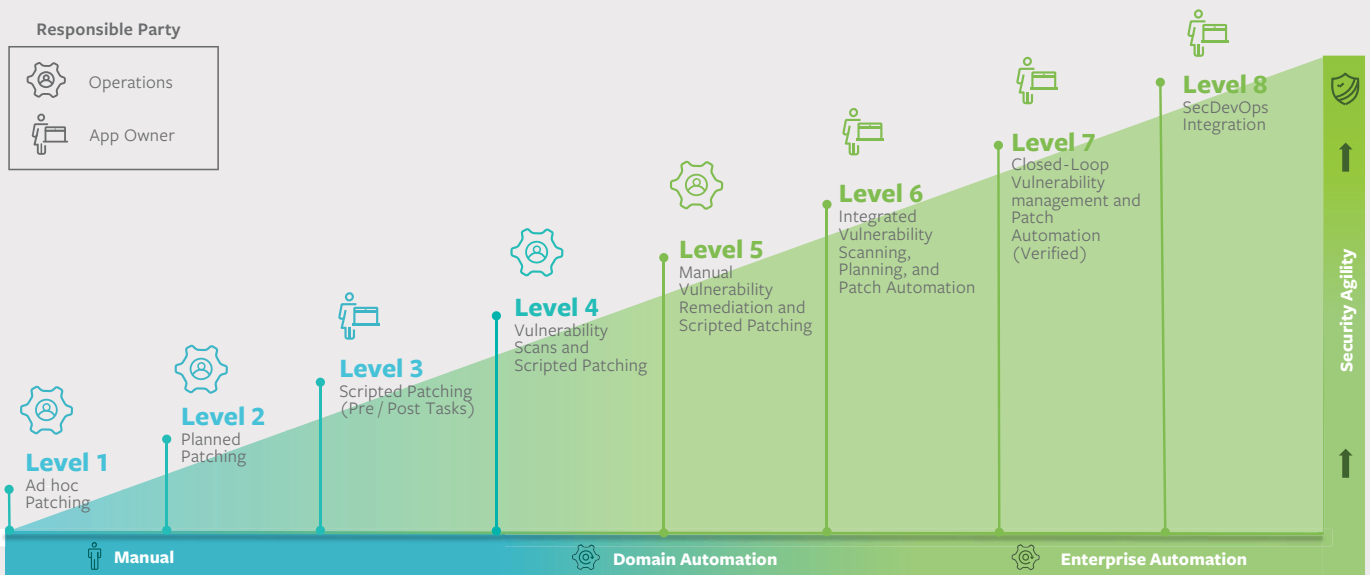 Responsible Party
Operations
App Owner
Level 1
Ad hoc
Patching
Level 2
Planned
Patching
Level 3
Scripted Patching
(Pre / Post Tasks)
Level 4
Vulnerability
Scans and
Scripted Patching
Level 5
Manual
Vulnerability
Remediation and
Scripted Patching
Level 6
Integrated
Vulnerability
Scanning,
Planning, and
Patch Automation
Level 7
Closed-Loop
Vulnerability
management and
Patch
Automation
(Verified)
Level 8
SecDevOps
Integration
Security Agility
Manual
Domain Automation
Enterprise Automation